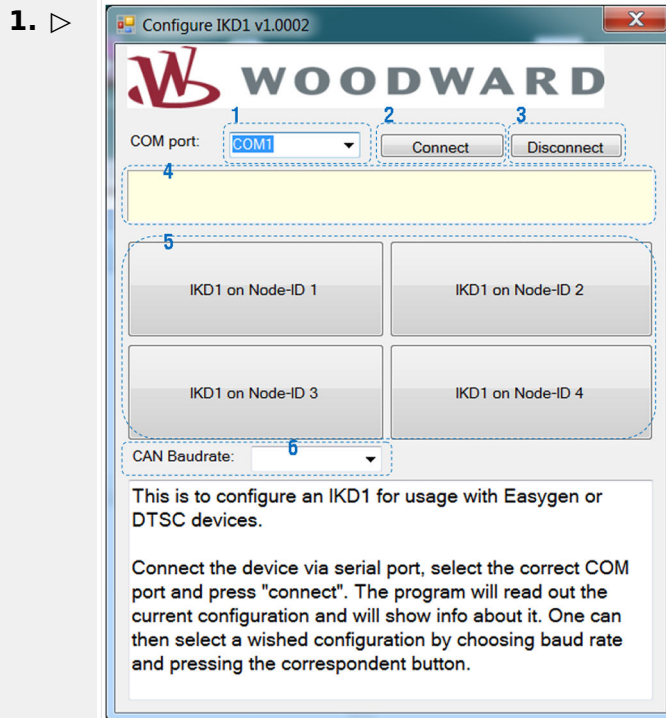 1. ▷
Configure IKD1 v1.0002
WOODWARD
1 2 3
COM port: COM1 Connect Disconnect
4
5
IKD1 on Node-ID 1 IKD1 on Node-ID 2
IKD1 on Node-ID 3 IKD1 on Node-ID 4
6
CAN Baudrate:
This is to configure an IKD1 for usage with Easygen or
DTSC devices.
Connect the device via serial port, select the correct COM
port and press "connect". The program will read out the
current configuration and will show info about it. One can
then select a wished configuration by choosing baud rate
and pressing the correspondent button.